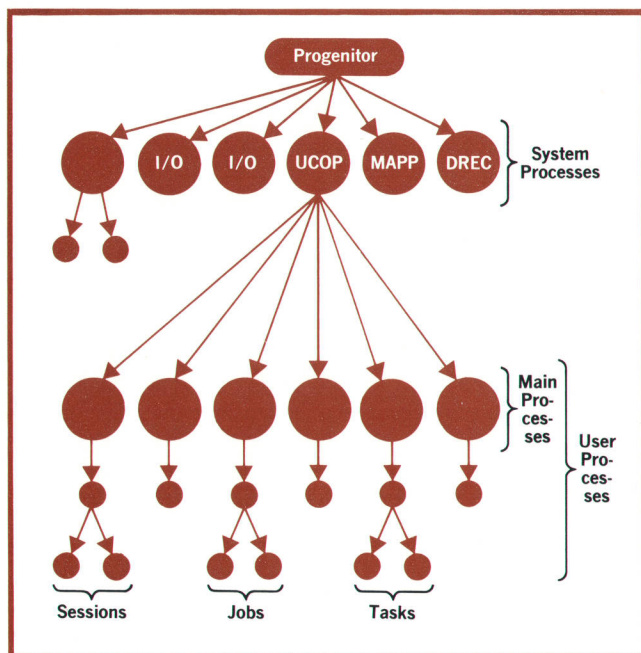 Progenitor
I/O
I/O
UCOP
MAPP
DREC
System
Processes
Main
Pro-
ces-
ses
User
Pro-
ces-
ses
Sessions
Jobs
Tasks